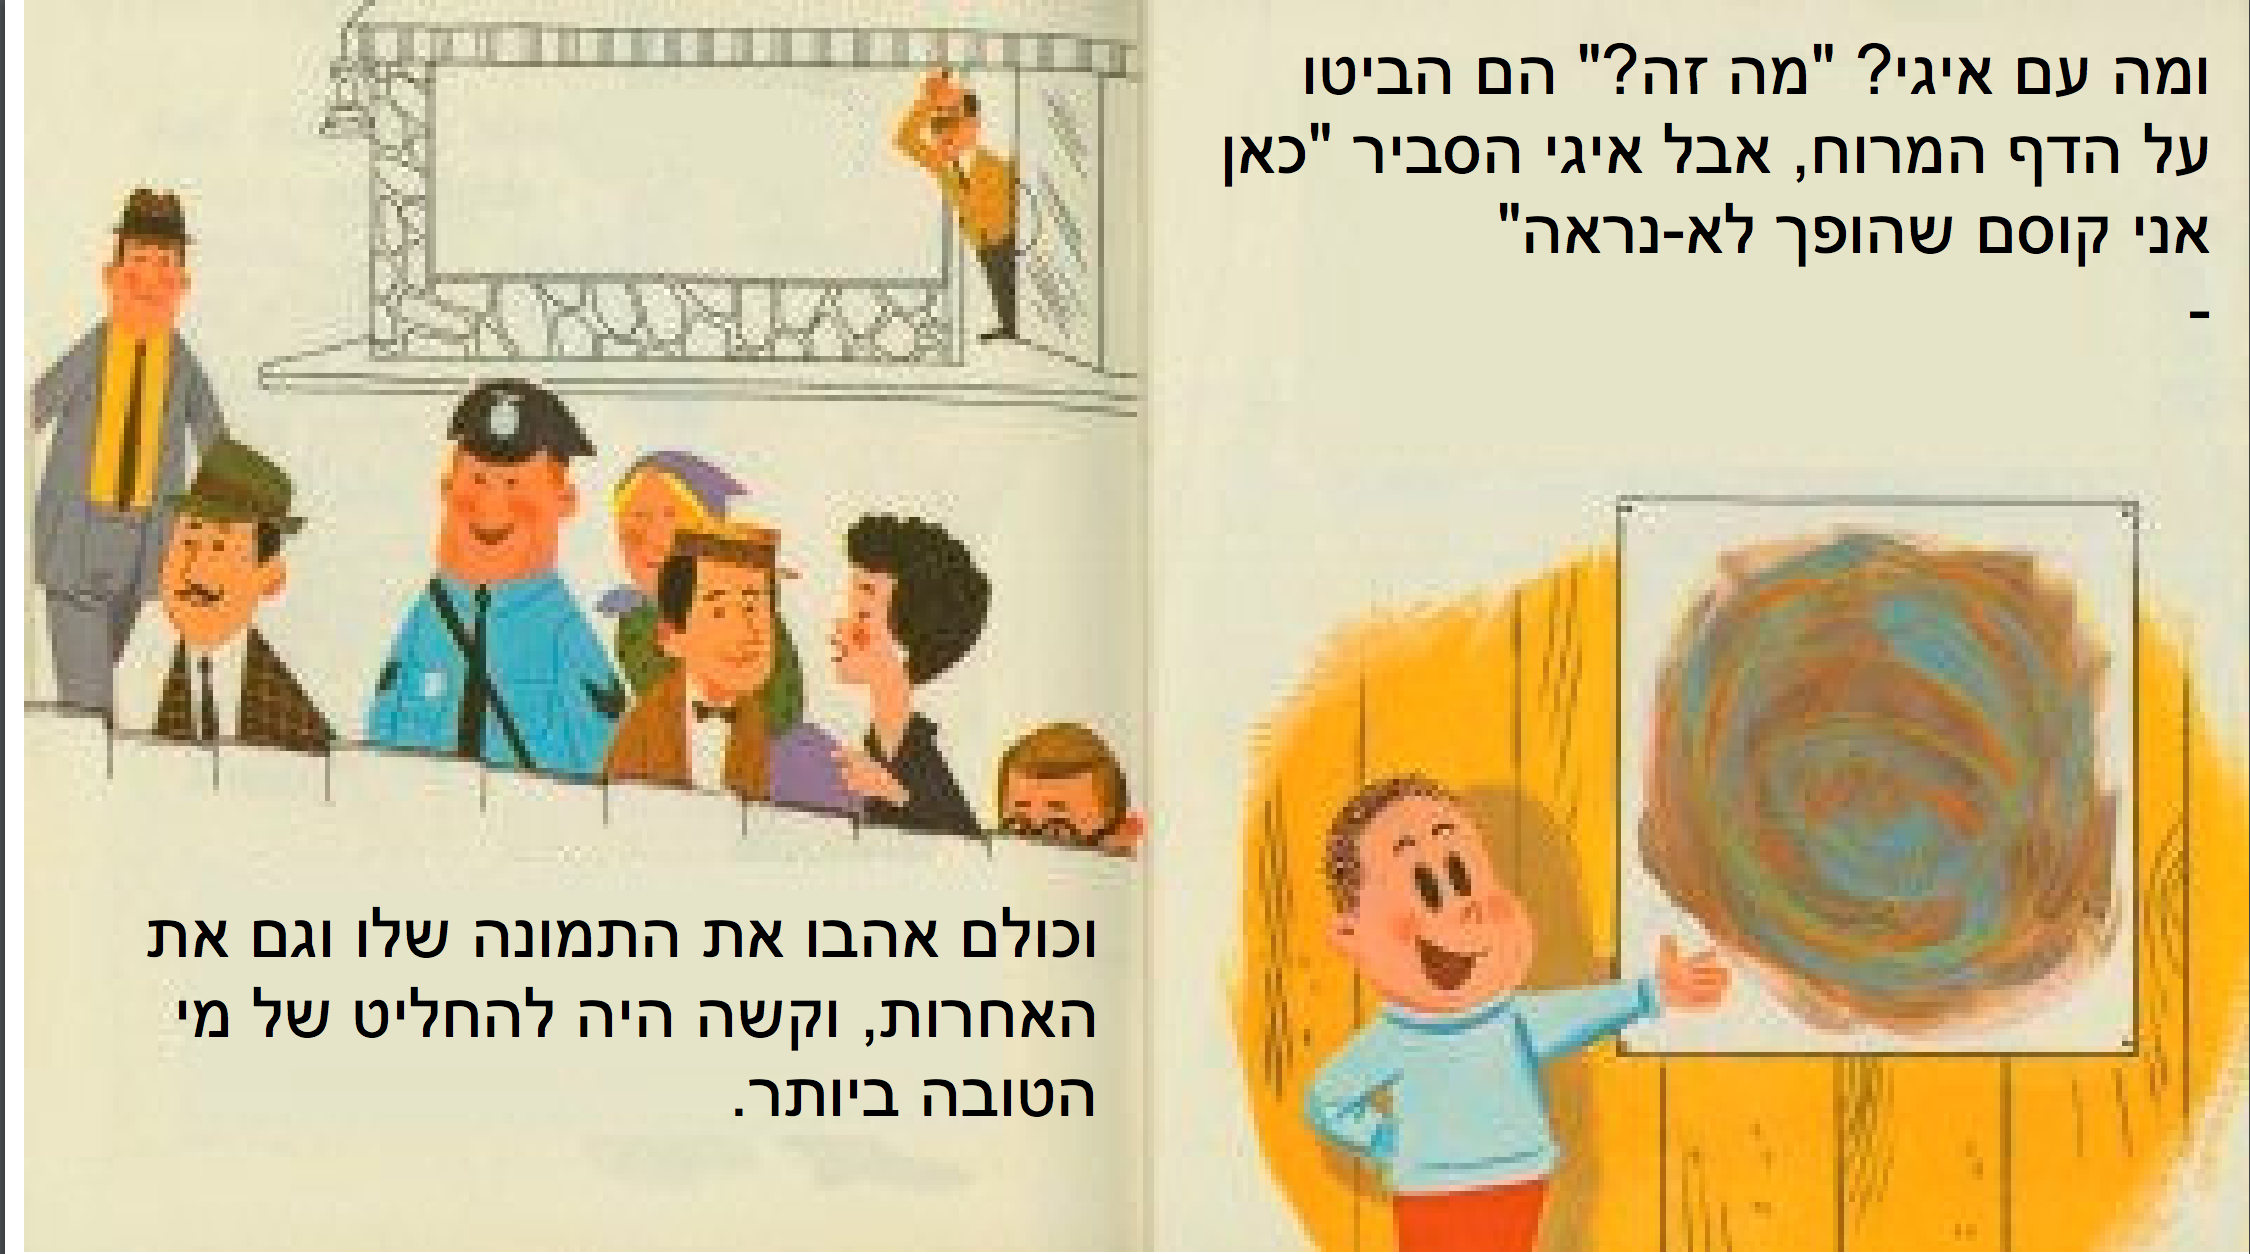 ומה עם איגי? "מה זה?" הם הביטו
על הדף המרוח, אבל איגי הסביר "כאן
אני קוסם שהופך לא-נראה"
-
וכולם אהבו את התמונה שלו וגם את
האחרות, וקשה היה להחליט של מי
הטובה ביותר.